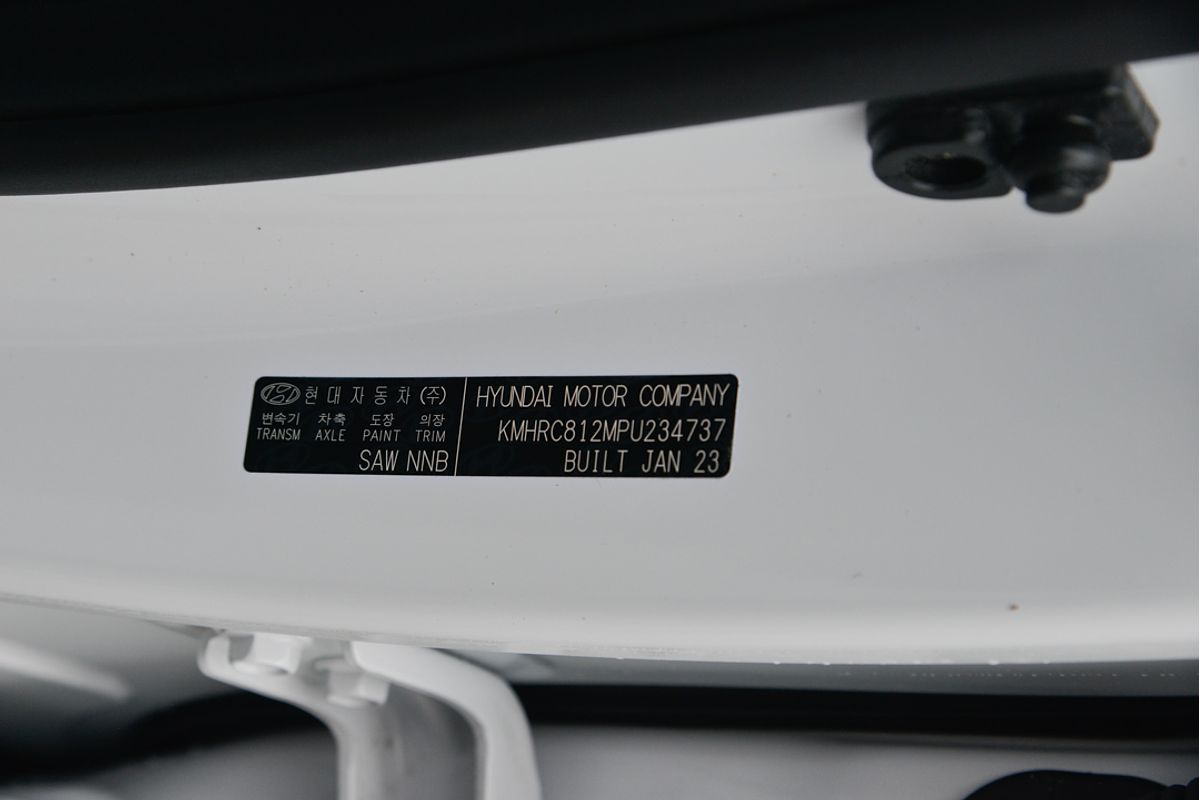 현대자동차(주)
변속기 차축 도장 의장
TRANSM AXLE PAINT TRIM
SAW NNB
HYUNDAI MOTOR COMPANY
KMHRC812MPU234737
BUILT JAN 23